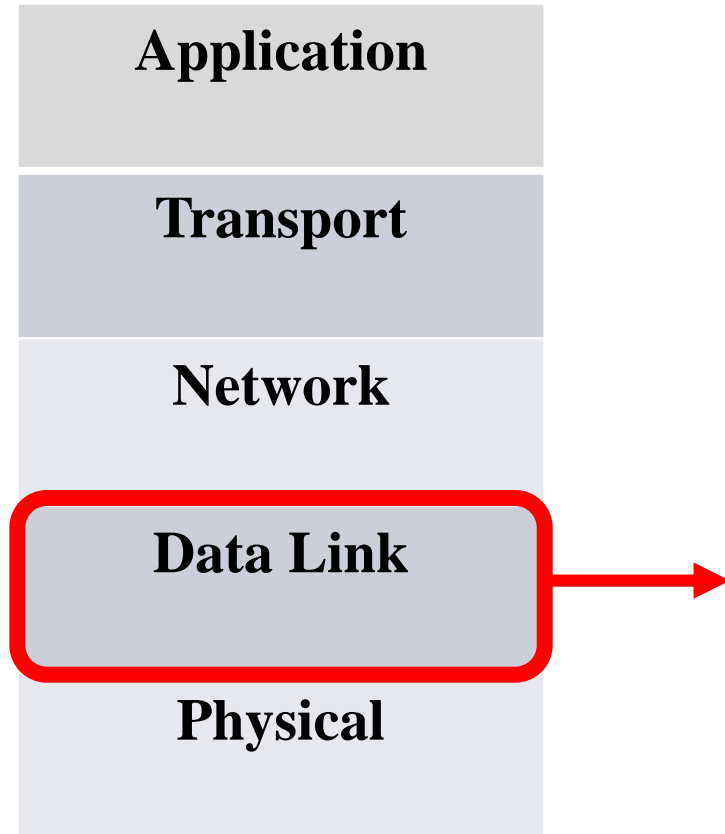 Application
Transport
Network
Data Link
Physical